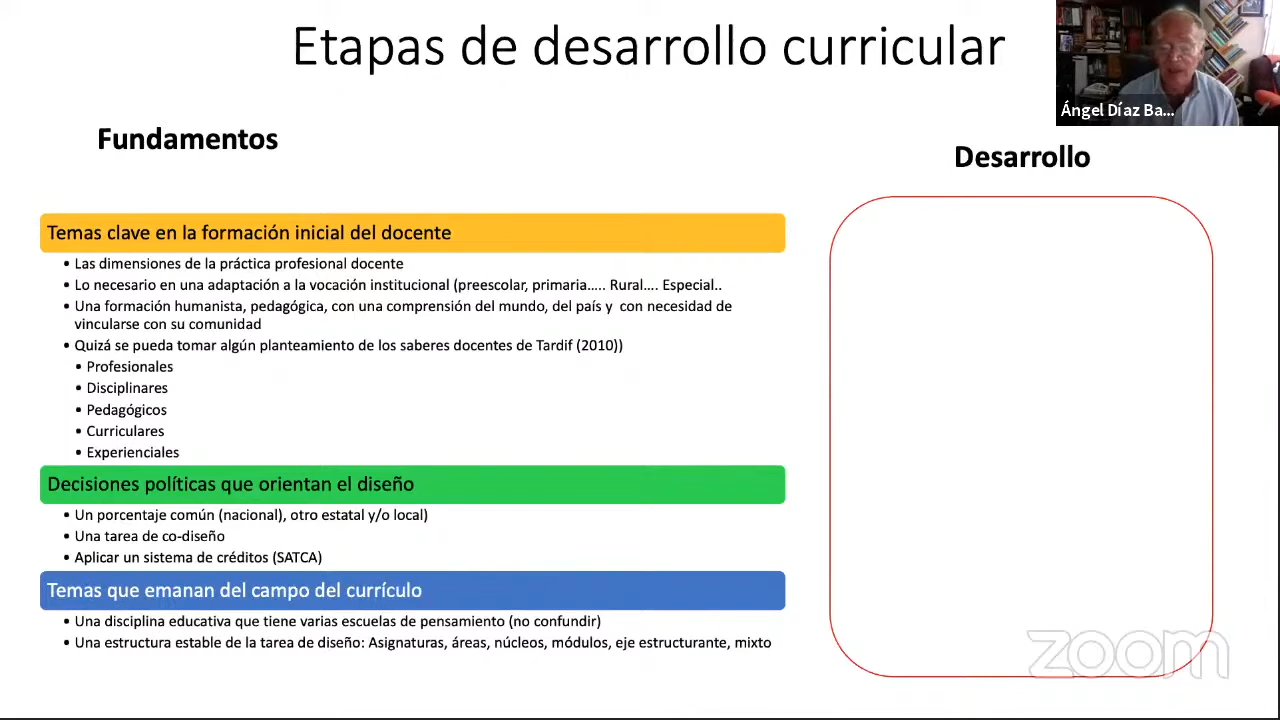 Etapas de desarrollo curricular
Ángel Díaz Ba...
Fundamentos
Desarrollo
Temas clave en la formación inicial del docente
• Las dimensiones de la práctica profesional docente
• Lo necesario en una adaptación a la vocación institucional (preescolar, primaria..... Rural.... Especial..
• Una formación humanista, pedagógica, con una comprensión del mundo, del país y con necesidad de
vincularse con su comunidad
• Quizá se pueda tomar algún planteamiento de los saberes docentes de Tardif (2010))
• Profesionales
• Disciplinares
• Pedagógicos
• Curriculares
• Experienciales
Decisiones políticas que orientan el diseño
• Un porcentaje común (nacional), otro estatal y/o local)
• Una tarea de co-diseño
• Aplicar un sistema de créditos (SATCA)
Temas que emanan del campo del currículo
• Una disciplina educativa que tiene varias escuelas de pensamiento (no confundir)
• Una estructura estable de la tarea de diseño: Asignaturas, áreas, núcleos, módulos, eje estructurante, mixto
zoom